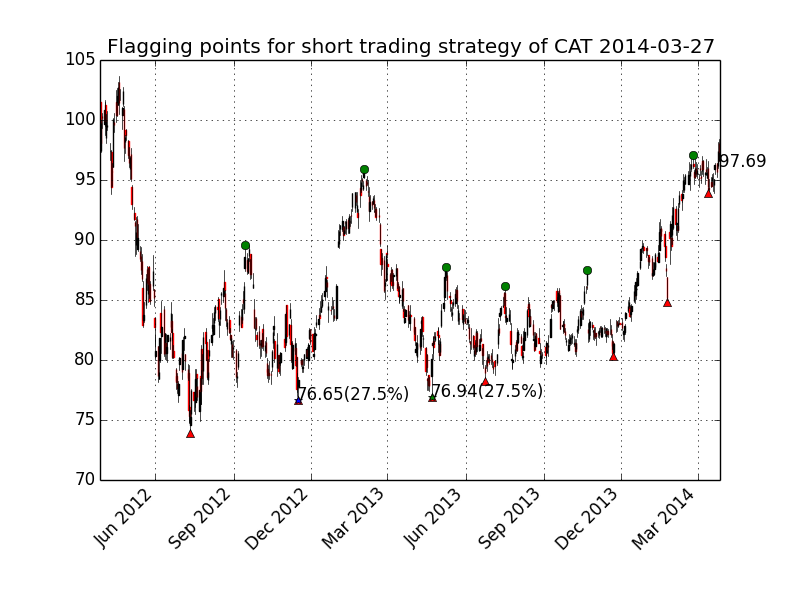 Flagging points for short trading strategy of CAT 2014-03-27
105
100
95
90
85
80
75
70
97.69
76.65(27.5%)
76.94(27.5%)
Jun 2012
Sep 2012
Dec 2012
Mar 2013
Jun 2013
Sep 2013
Dec 2013
Mar 2014